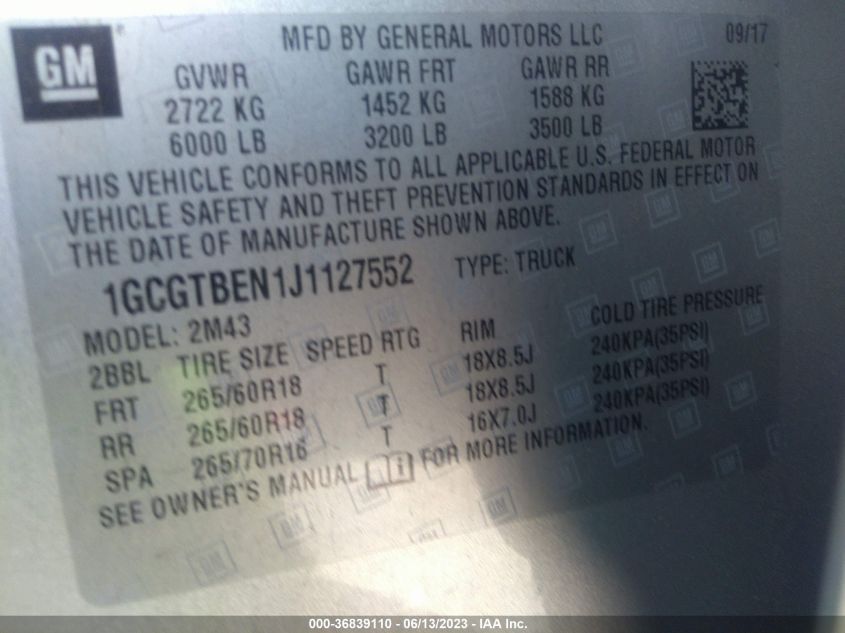 GM
MFD BY GENERAL MOTORS LLC 09/17
GVWR GAWR FRT GAWR RR
2722 KG 1452 KG 1588 KG
6000 LB 3200 LB 3500 LB
THIS VEHICLE CONFORMS TO ALL APPLICABLE U.S. FEDERAL MOTOR
VEHICLE SAFETY AND THEFT PREVENTION STANDARDS IN EFFECT ON
THE DATE OF MANUFACTURE SHOWN ABOVE.
1GCGTBEN1J1127552 TYPE: TRUCK
MODEL: 2M43
2BBL TIRE SIZE SPEED RTG RIM COLD TIRE PRESSURE
FRT 265/60R18 T 18X8.5J 240KPA(35PSI)
RR 265/60R18 T 18X8.5J 240KPA(35PSI)
SPA 265/70R16 T 16X7.0J 240KPA(35PSI)
SEE OWNER'S MANUAL FOR MORE INFORMATION.
000-36839110 - 06/13/2023 - IAA Inc.